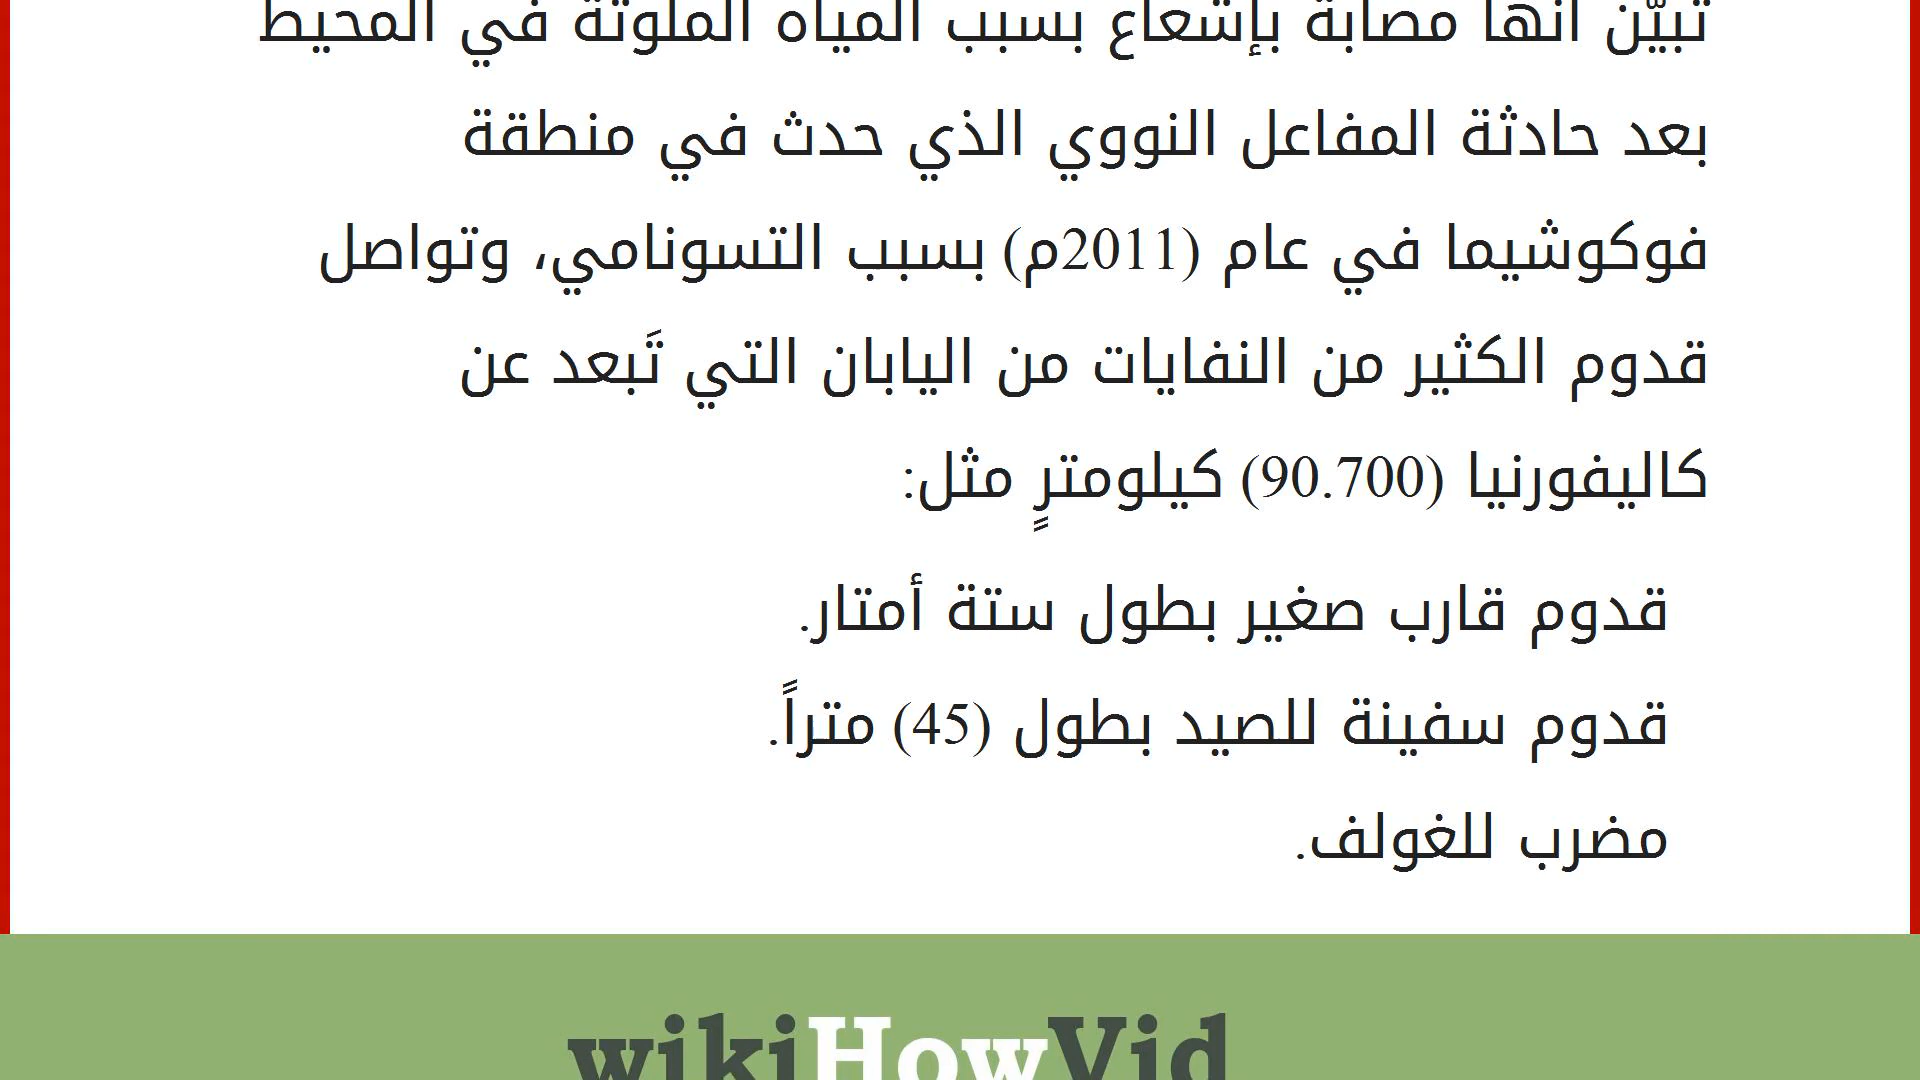 تبيّن أنها مصابة بإشعاع بسبب المياه الملوثة في المحيط
بعد حادثة المفاعل النووي الذي حدث في منطقة
فوكوشيما في عام (2011م) بسبب التسونامي، وتواصل
قدوم الكثير من النفايات من اليابان التي تَبعد عن
كاليفورنيا (90.700) كيلومترٍ مثل:
قدوم قارب صغير بطول ستة أمتار.
قدوم سفينة للصيد بطول (45) متراً.
مضرب للغولف.
wikiHowVid